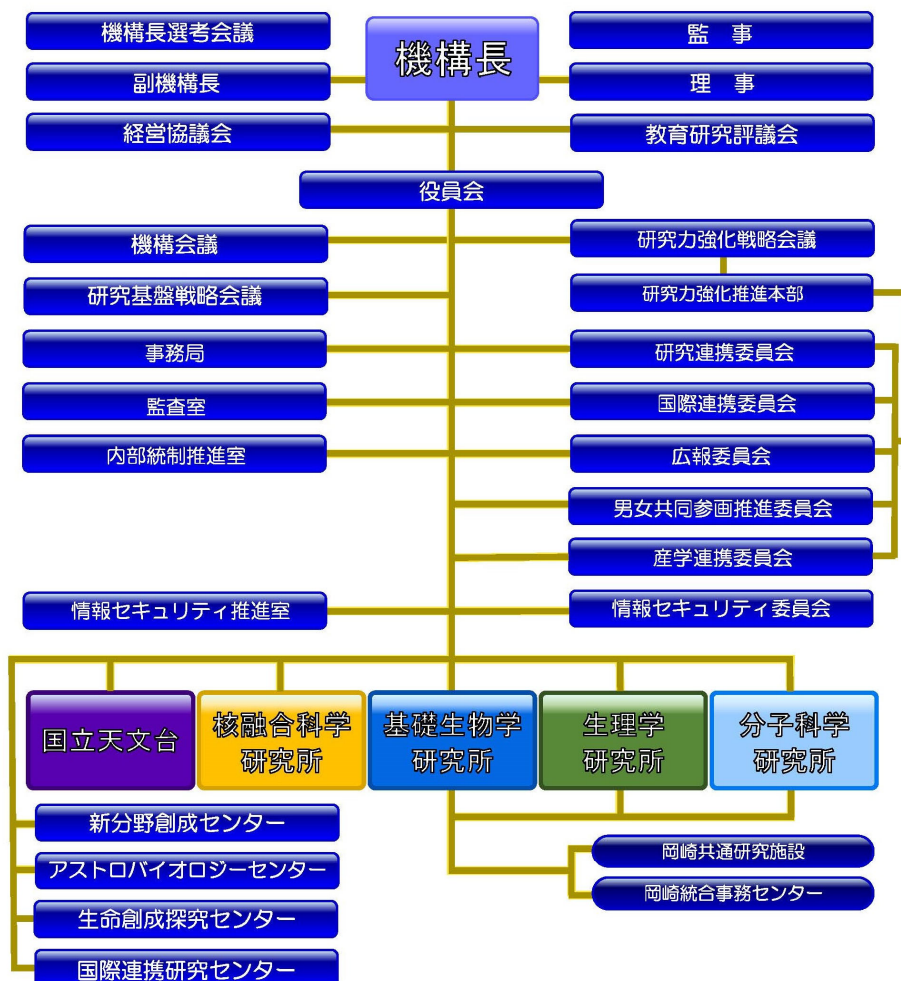 機構長選考会議
機構長
監 事
副機構長
理 事
経営協議会
教育研究評議会
役員会
機構会議
研究力強化戦略会議
研究基盤戦略会議
研究力強化推進本部
事務局
研究連携委員会
監査室
国際連携委員会
内部統制推進室
広報委員会
男女共同参画推進委員会
産学連携委員会
情報セキュリティ推進室
情報セキュリティ委員会
国立天文台
核融合科学
研究所
基礎生物学
研究所
生理学
研究所
分子科学
研究所
新分野創成センター
アストロバイオロジーセンター
生命創成探究センター
国際連携研究センター
岡崎共通研究施設
岡崎統合事務センター